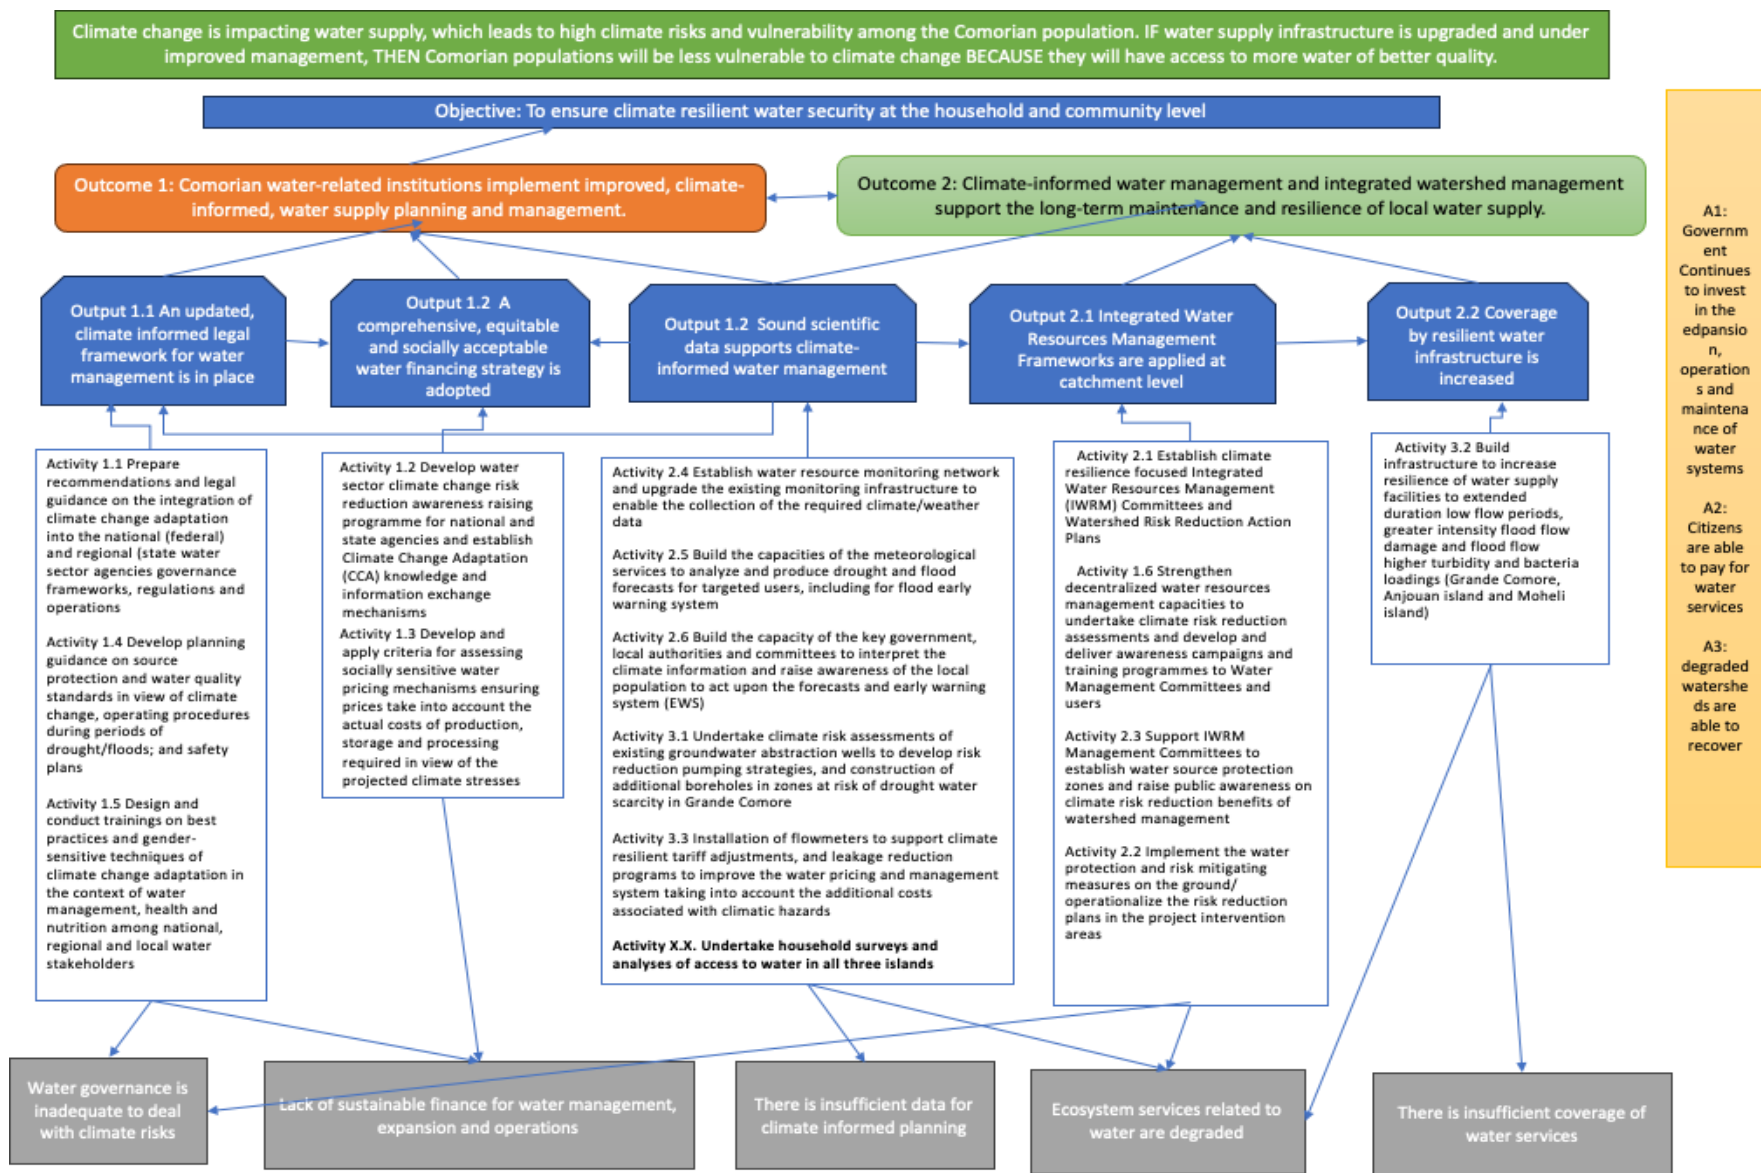 Climate change is impacting water supply, which leads to high climate risks and vulnerability among the Comorian population. IF water supply infrastructure is upgraded and under
improved management, THEN Comorian populations will be less vulnerable to climate change BECAUSE they will have access to more water of better quality.
Objective: To ensure climate resilient water security at the household and community level
Outcome 1: Comorian water-related institutions implement improved, climate-
informed, water supply planning and management.
Outcome 2: Climate-informed water management and integrated watershed management
support the long-term maintenance and resilience of local water supply.
Output 1.1 An updated,
climate informed legal
framework for water
management is in place
Output 1.2 A
comprehensive, equitable
and socially acceptable
water financing strategy is
adopted
Output 1.2 Sound scientific
data supports climate-
informed water management
Output 2.1 Integrated Water
Resources Management
Frameworks are applied at
catchment level
Output 2.2 Coverage
by resilient water
infrastructure is
increased
Activity 1.1 Prepare
recommendations and legal
guidance on the integration of
climate change adaptation
into the national (federal)
and regional (state water
sector agencies governance
frameworks, regulations and
operations
Activity 1.4 Develop planning
guidance on source
protection and water quality
standards in view of climate
change, operating procedures
during periods of
drought/floods; and safety
plans
Activity 1.5 Design and
conduct trainings on best
practices and gender-
sensitive techniques of
climate change adaptation in
the context of water
management, health and
nutrition among national,
regional and local water
stakeholders
Activity 1.2 Develop water
sector climate change risk
reduction awareness raising
programme for national and
state agencies and establish
Climate Change Adaptation
(CCA) knowledge and
information exchange
mechanisms
Activity 1.3 Develop and
apply criteria for assessing
socially sensitive water
pricing mechanisms ensuring
prices take into account the
actual costs of production,
storage and processing
required in view of the
projected climate stresses
Activity 2.4 Establish water resource monitoring network
and upgrade the existing monitoring infrastructure to
enable the collection of the required climate/weather
data
Activity 2.5 Build the capacities of the meteorological
services to analyze and produce drought and flood
forecasts for targeted users, including for flood early
warning system
Activity 2.6 Build the capacity of the key government,
local authorities and committees to interpret the
climate information and raise awareness of the local
population to act upon the forecasts and early warning
system (EWS)
Activity 3.1 Undertake climate risk assessments of
existing groundwater abstraction wells to develop risk
reduction pumping strategies, and construction of
additional boreholes in zones at risk of drought water
scarcity in Grande Comore
Activity 3.3 Installation of flowmeters to support climate
resilient tariff adjustments, and leakage reduction
programs to improve the water pricing and management
system taking into account the additional costs
associated with climatic hazards
Activity X.X. Undertake household surveys and
analyses of access to water in all three islands
Activity 2.1 Establish climate
resilience focused Integrated
Water Resources Management
(IWRM) Committees and
Watershed Risk Reduction Action
Plans
Activity 1.6 Strengthen
decentralized water resources
management capacities to
undertake climate risk reduction
assessments and develop and
deliver awareness campaigns and
training programmes to Water
Management Committees and
users
Activity 2.3 Support IWRM
Management Committees to
establish water source protection
zones and raise public awareness on
climate risk reduction benefits of
watershed management
Activity 2.2 Implement the water
protection and risk mitigating
measures on the ground/
operationalize the risk reduction
plans in the project intervention
areas
Activity 3.2 Build
infrastructure to increase
resilience of water supply
facilities to extended
duration low flow periods,
greater intensity flood flow
damage and flood flow
higher turbidity and bacteria
loadings (Grande Comore,
Anjouan island and Moheli
island)
A1:
Governm
ent
Continues
to invest
in the
edpansio
n,
operation
s and
maintena
nce of
water
systems
A2:
Citizens
are able
to pay for
water
services
A3:
degraded
watershe
ds are
able to
recover
Water governance is
inadequate to deal
with climate risks
Lack of sustainable finance for water management,
expansion and operations
There is insufficient data for
climate informed planning
Ecosystem services related to
water are degraded
There is insufficient coverage of
water services